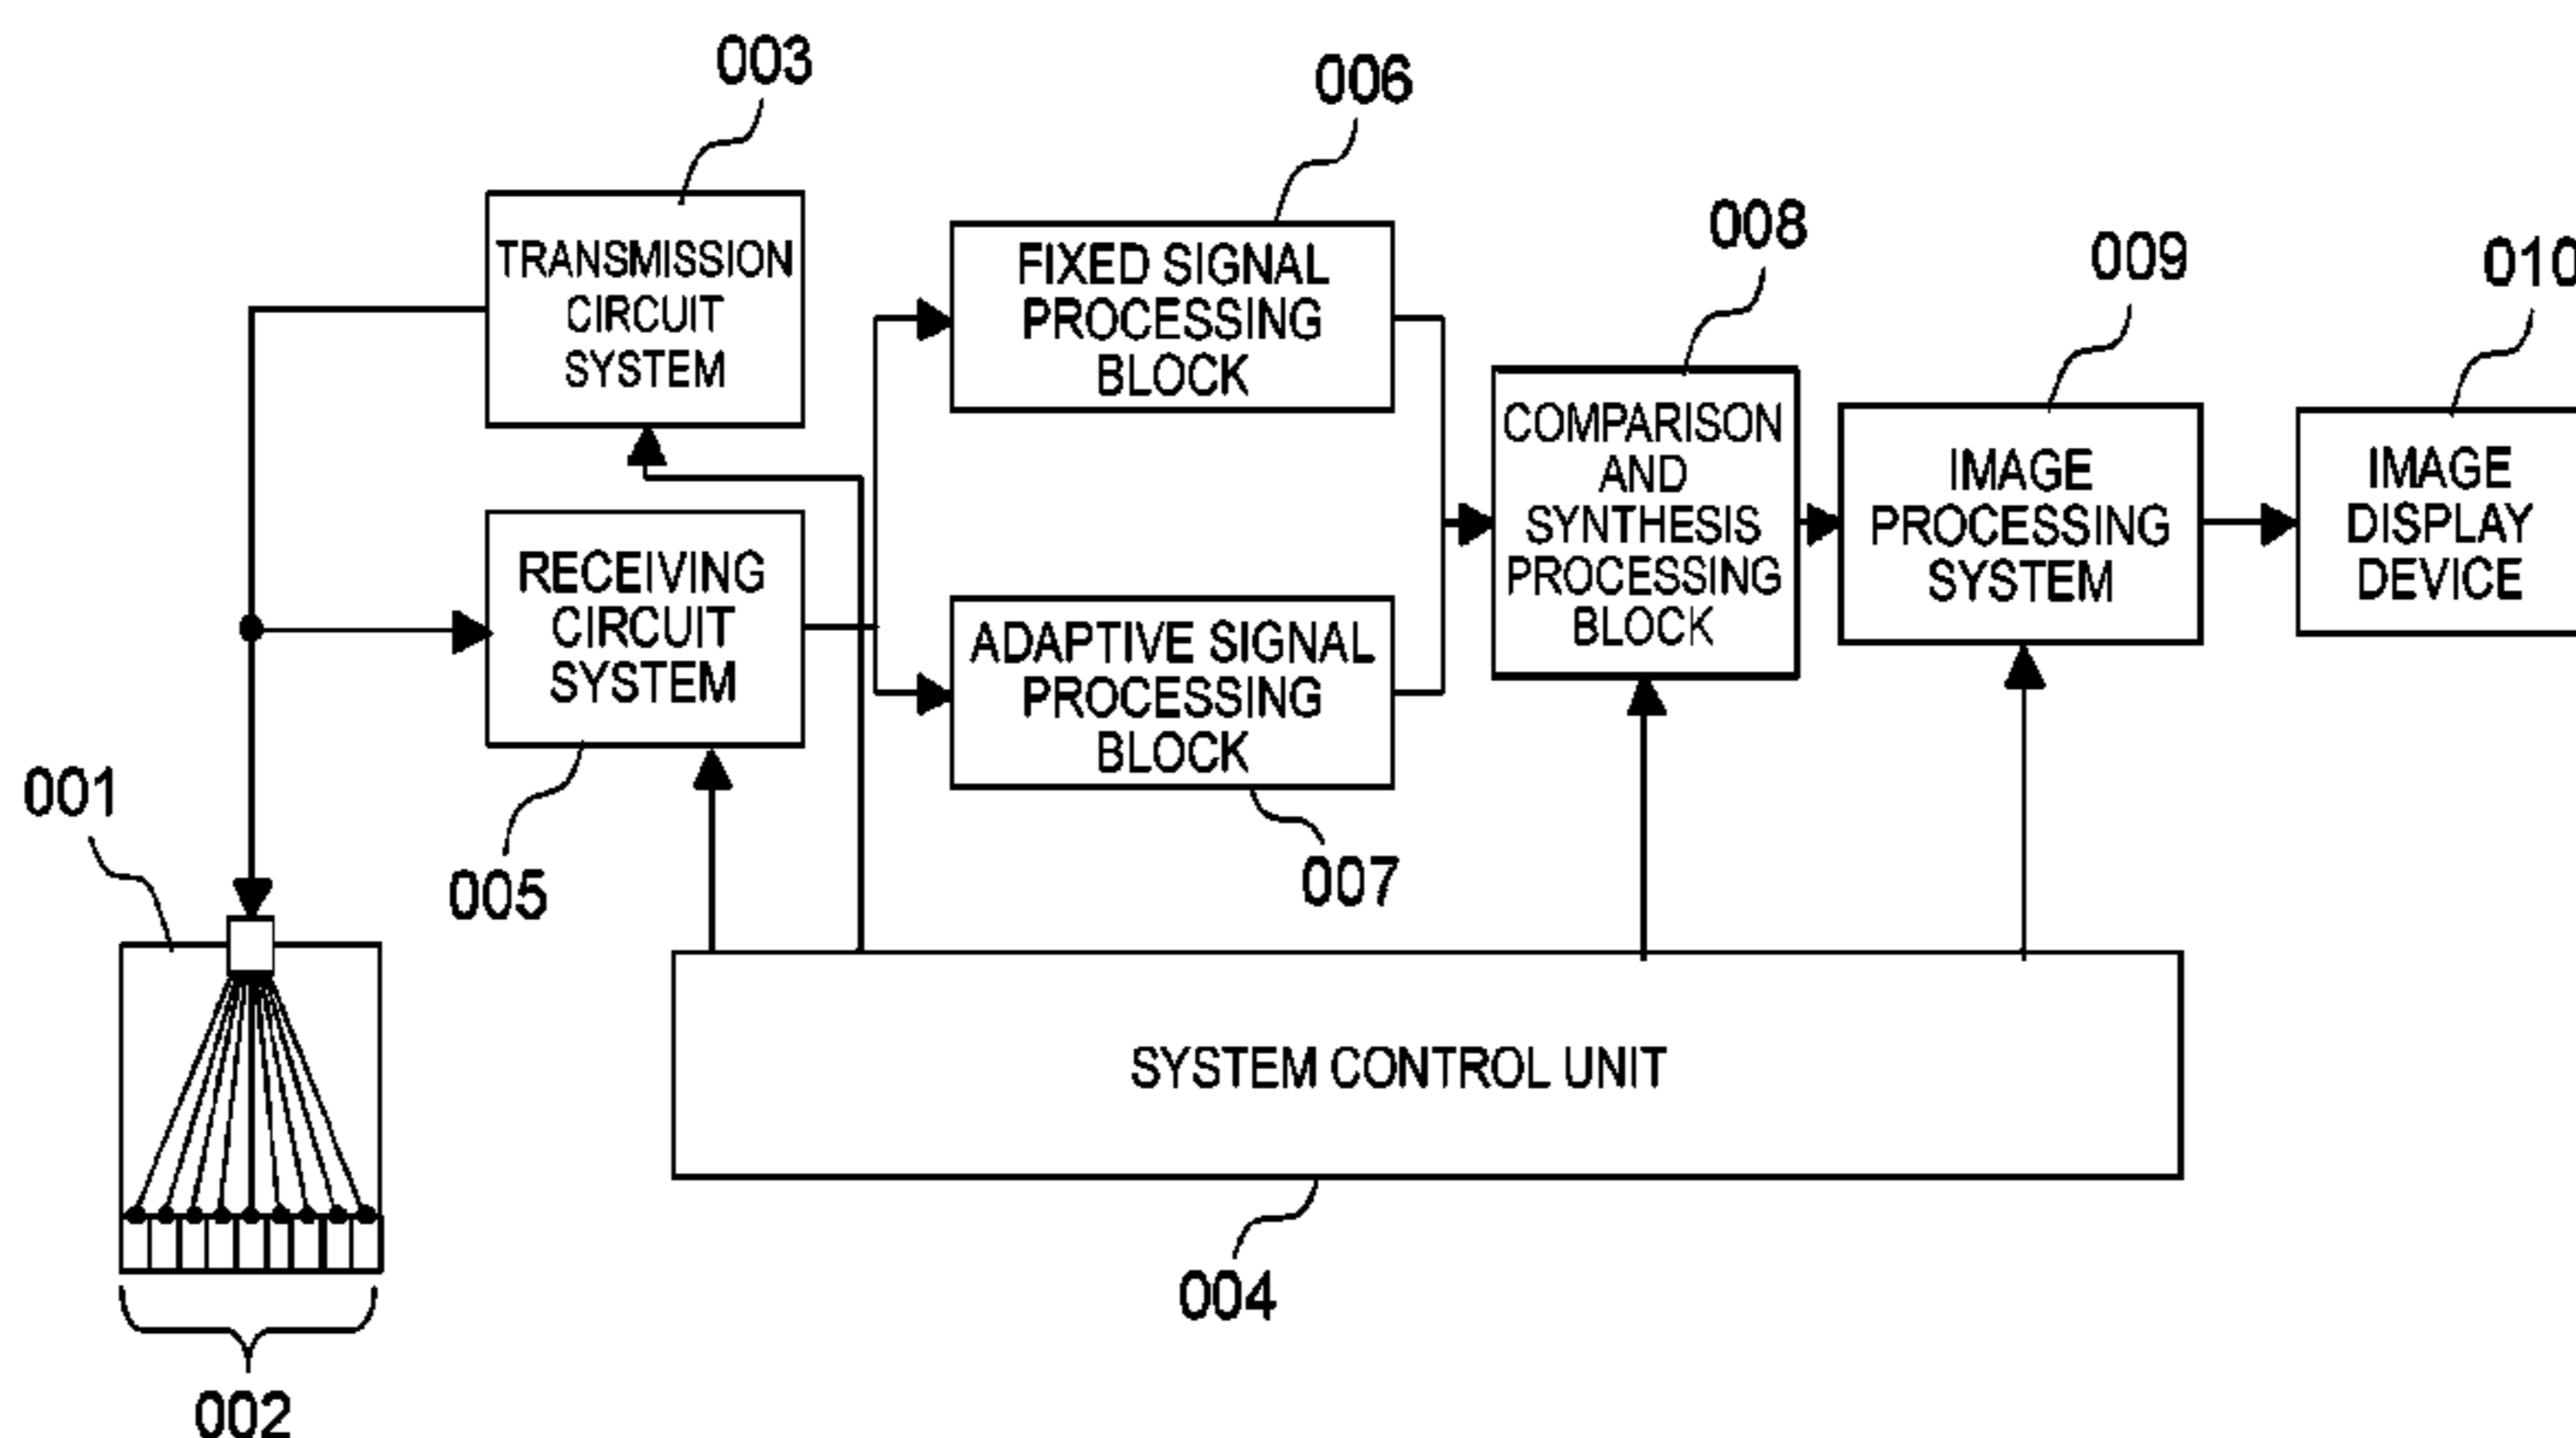 003
006
008
009
010
TRANSMISSION
CIRCUIT
SYSTEM
FIXED SIGNAL
PROCESSING
BLOCK
COMPARISON
AND
SYNTHESIS
PROCESSING
BLOCK
IMAGE
PROCESSING
SYSTEM
IMAGE
DISPLAY
DEVICE
RECEIVING
CIRCUIT
SYSTEM
ADAPTIVE SIGNAL
PROCESSING
BLOCK
001
005
007
SYSTEM CONTROL UNIT
004
002